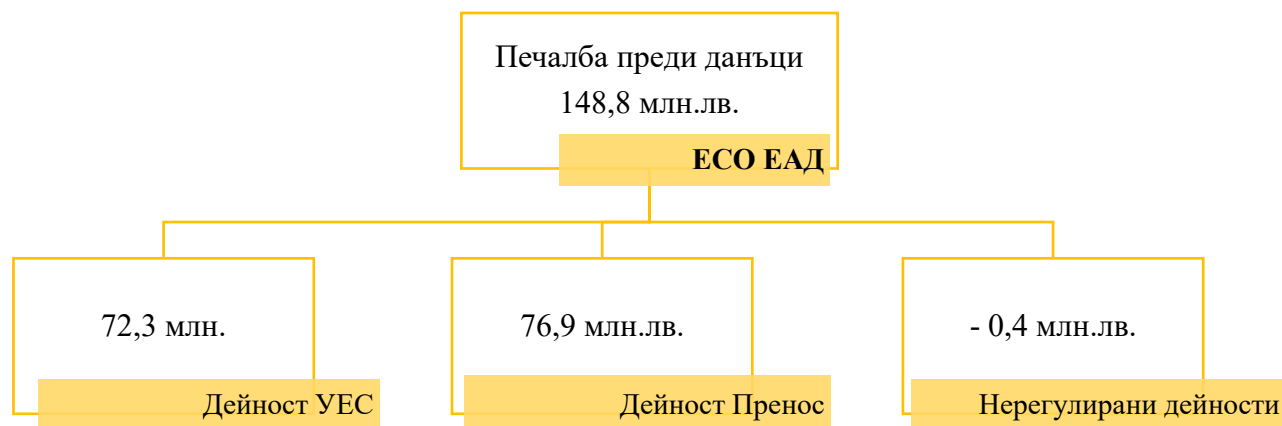 Печалба преди данъци
148,8 млн.лв.
ЕСО ЕАД
72,3 млн.
Дейност УЕС
76,9 млн.лв.
Дейност Пренос
- 0,4 млн.лв.
Нерегулирани дейности